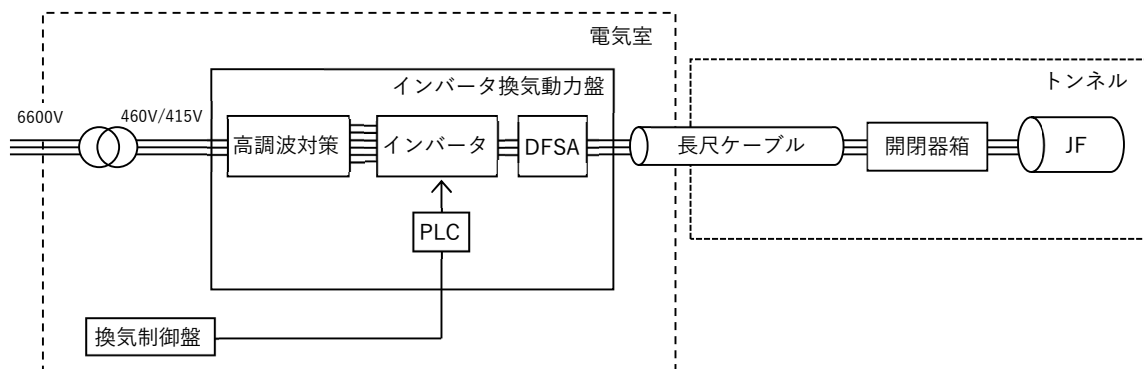 電気室
トンネル
インバータ換気動力盤
6600V
460V/415V
高調波対策
インバータ
DFSA
長尺ケーブル
開閉器箱
JF
PLC
換気制御盤